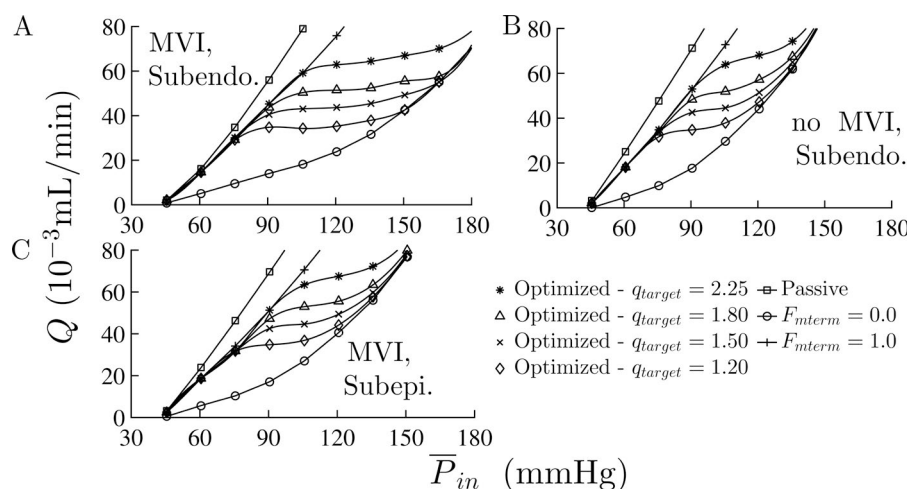 A
MVI,
Subendo.
80
60
40
20
0
30 60 90 120 150 180
B
no MVI,
Subendo.
80
60
40
20
0
30 60 90 120 150 180
C
MVI,
Subepi.
80
60
40
20
0
30 60 90 120 150 180
Q (10⁻³mL/min)
P̅ᵢₙ (mmHg)
Optimized - q_target = 2.25
Optimized - q_target = 1.80
Optimized - q_target = 1.50
Optimized - q_target = 1.20
Passive
F_mterm = 0.0
F_mterm = 1.0